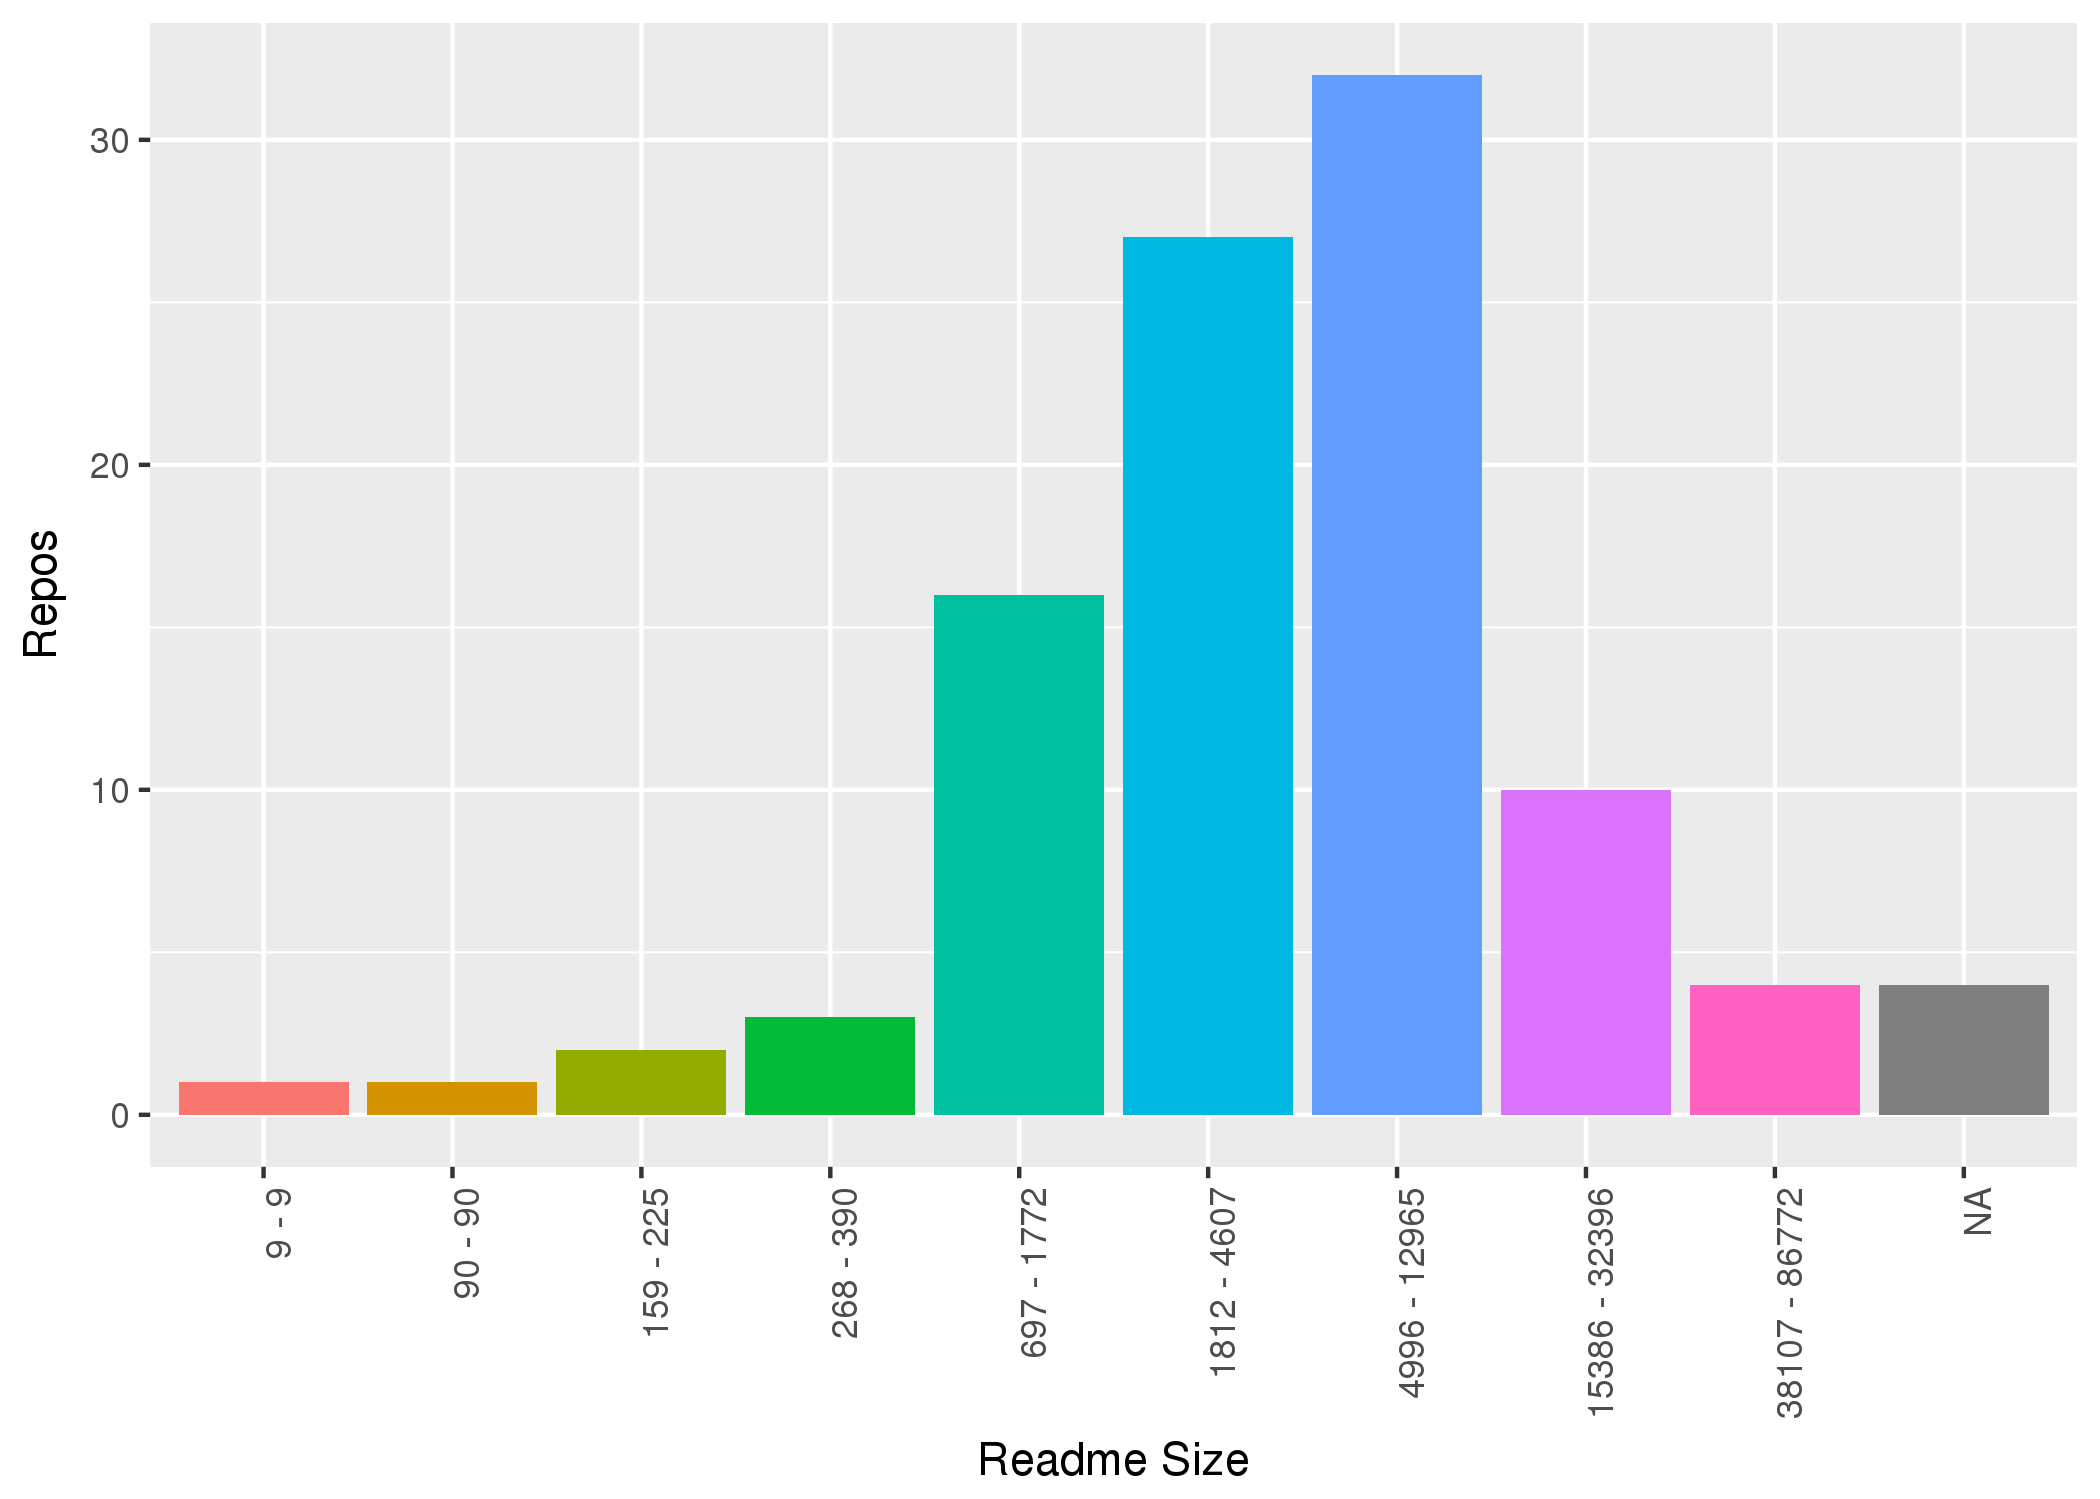 30
20
10
0
Repos
9 - 9
90 - 90
159 - 225
268 - 390
697 - 1772
1812 - 4607
4996 - 12965
15386 - 32396
38107 - 86772
NA
Readme Size